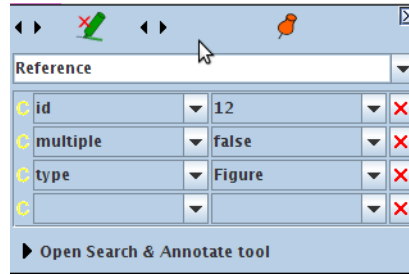 Reference
C id 12
C multiple false
C type Figure
C
Open Search & Annotate tool